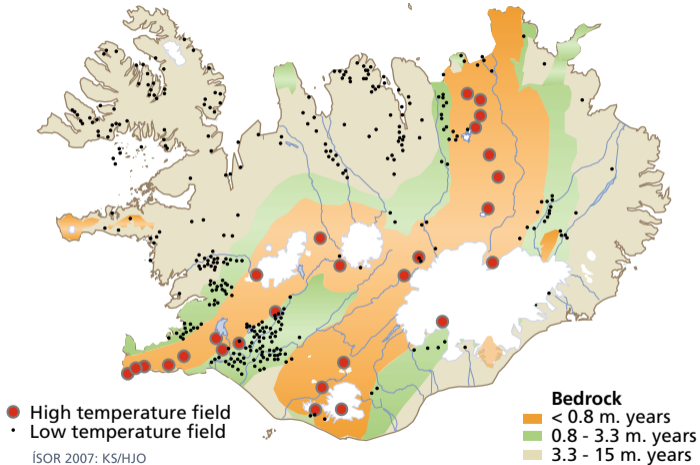 High temperature field
Low temperature field
ÍSOR 2007: KS/HJO
Bedrock
< 0.8 m. years
0.8 - 3.3 m. years
3.3 - 15 m. years